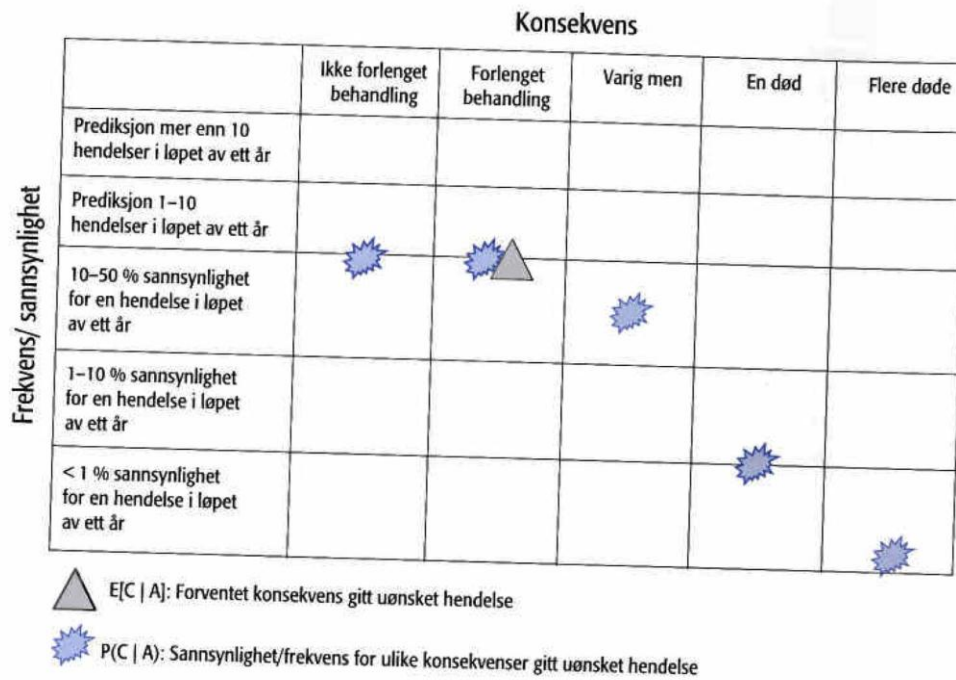 Konsekvens
Ikke forlenget
behandling
Forlenget
behandling
Varig men
En død
Flere døde
Frekvens/ sannsynlighet
Prediksjon mer enn 10
hendelser i løpet av ett år
Prediksjon 1–10
hendelser i løpet av ett år
10–50 % sannsynlighet
for en hendelse i løpet
av ett år
1–10 % sannsynlighet
for en hendelse i løpet
av ett år
< 1 % sannsynlighet
for en hendelse i løpet
av ett år
E[C | A]: Forventet konsekvens gitt uønsket hendelse
P(C | A): Sannsynlighet/frekvens for ulike konsekvenser gitt uønsket hendelse